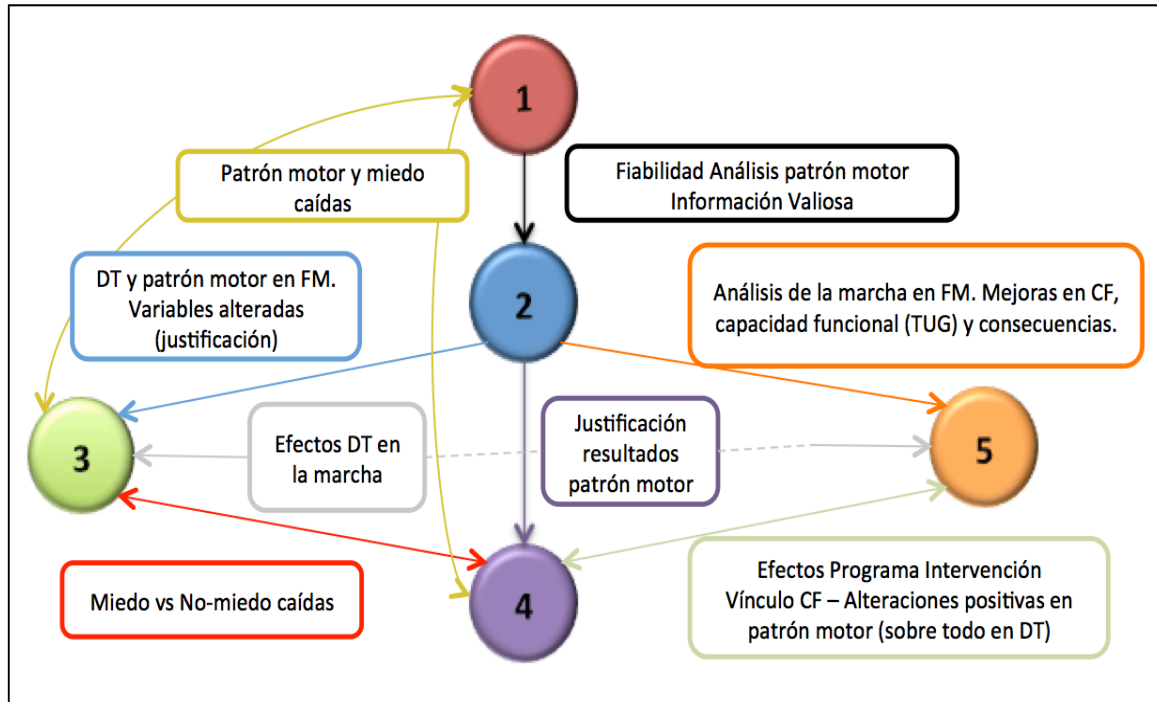 1
Patrón motor y miedo
caídas
Fiabilidad Análisis patrón motor
Información Valiosa
DT y patrón motor en FM.
Variables alteradas
(justificación)
2
Análisis de la marcha en FM. Mejoras en CF,
capacidad funcional (TUG) y consecuencias.
3
Efectos DT en
la marcha
Justificación
resultados
patrón motor
5
Miedo vs No-miedo caídas
4
Efectos Programa Intervención
Vínculo CF – Alteraciones positivas en
patrón motor (sobre todo en DT)